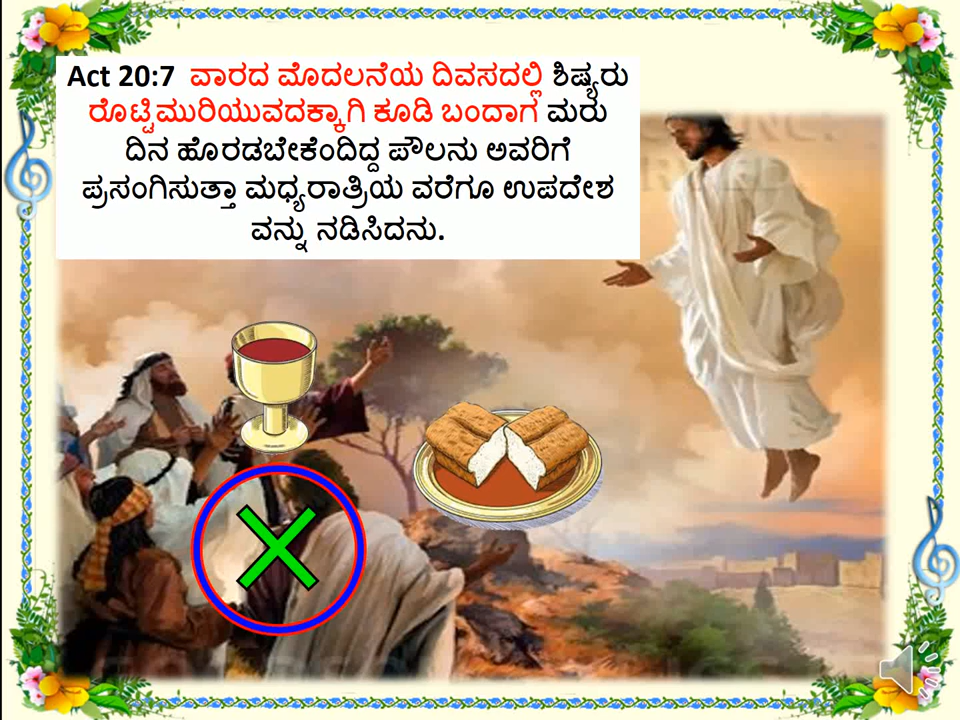 Act 20:7 ವಾರದ ಮೊದಲನೆಯ ದಿವಸದಲ್ಲಿ ಶಿಷ್ಯರು
ರೊಟ್ಟಿಮುರಿಯುವದಕ್ಕಾಗಿ ಕೂಡಿ ಬಂದಾಗ ಮರು
ದಿನ ಹೊರಡಬೇಕೆಂದಿದ್ದ ಪೌಲನು ಅವರಿಗೆ
ಪ್ರಸಂಗಿಸುತ್ತಾ ಮಧ್ಯರಾತ್ರಿಯ ವರೆಗೂ ಉಪದೇಶ
ವನ್ನು ನಡಿಸಿದನು.